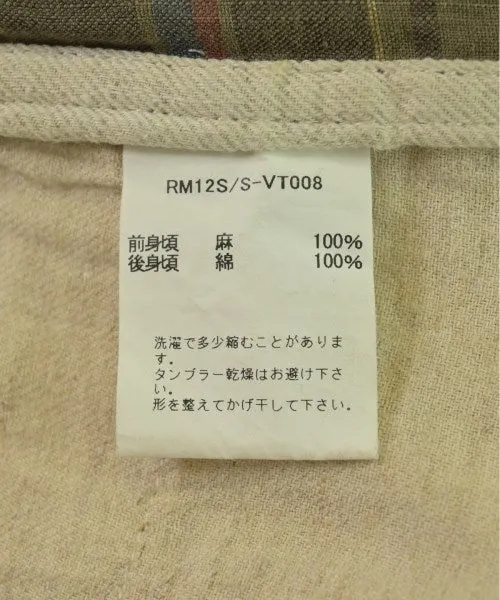 RM12S/S-VT008
前身頃 麻 100%
後身頃 綿 100%
洗濯で多少縮むことがありま
す。
タンブラー乾燥はお避け下さ
い。
形を整えてかげ干して下さい。